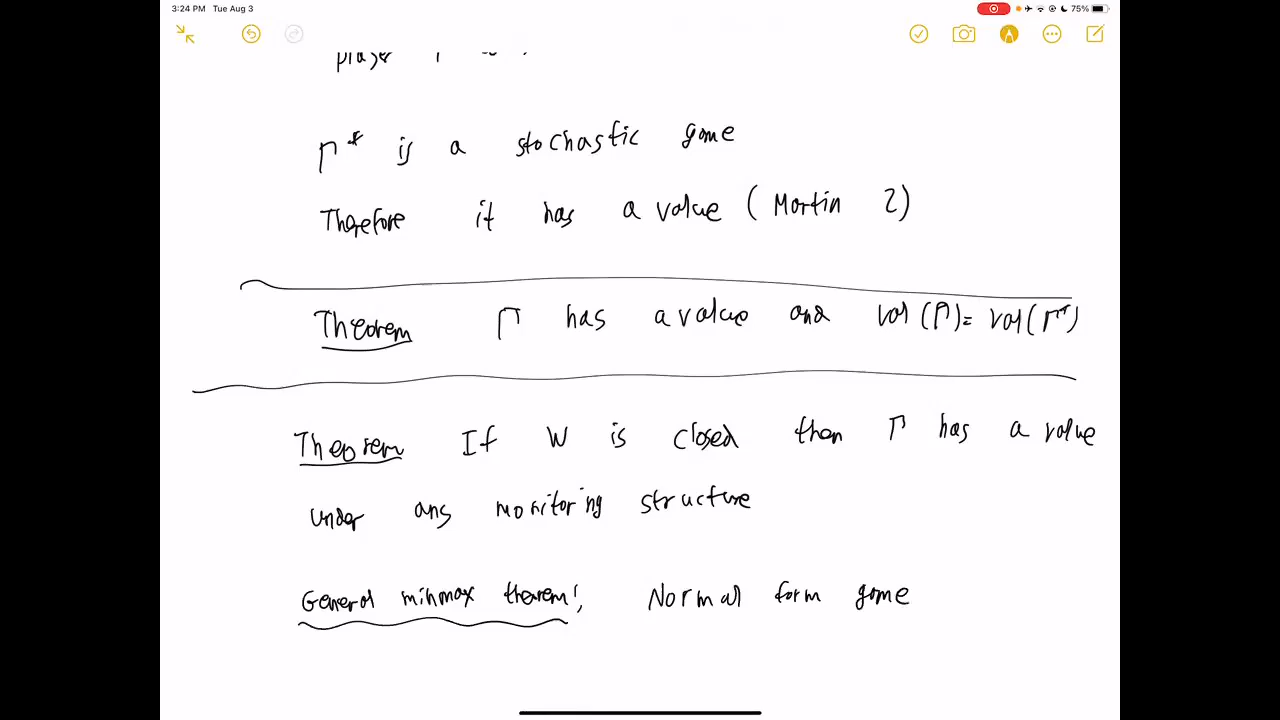 3:24 PM Tue Aug 3
75%
player
Γ* is a stochastic game
Therefore it has a value (Martin 2)
Theorem Γ has a value and val(Γ)= val(Γ*)
Theorem If W is closed then Γ has a value
under any monitoring structure
General minmax theorem: Normal form game